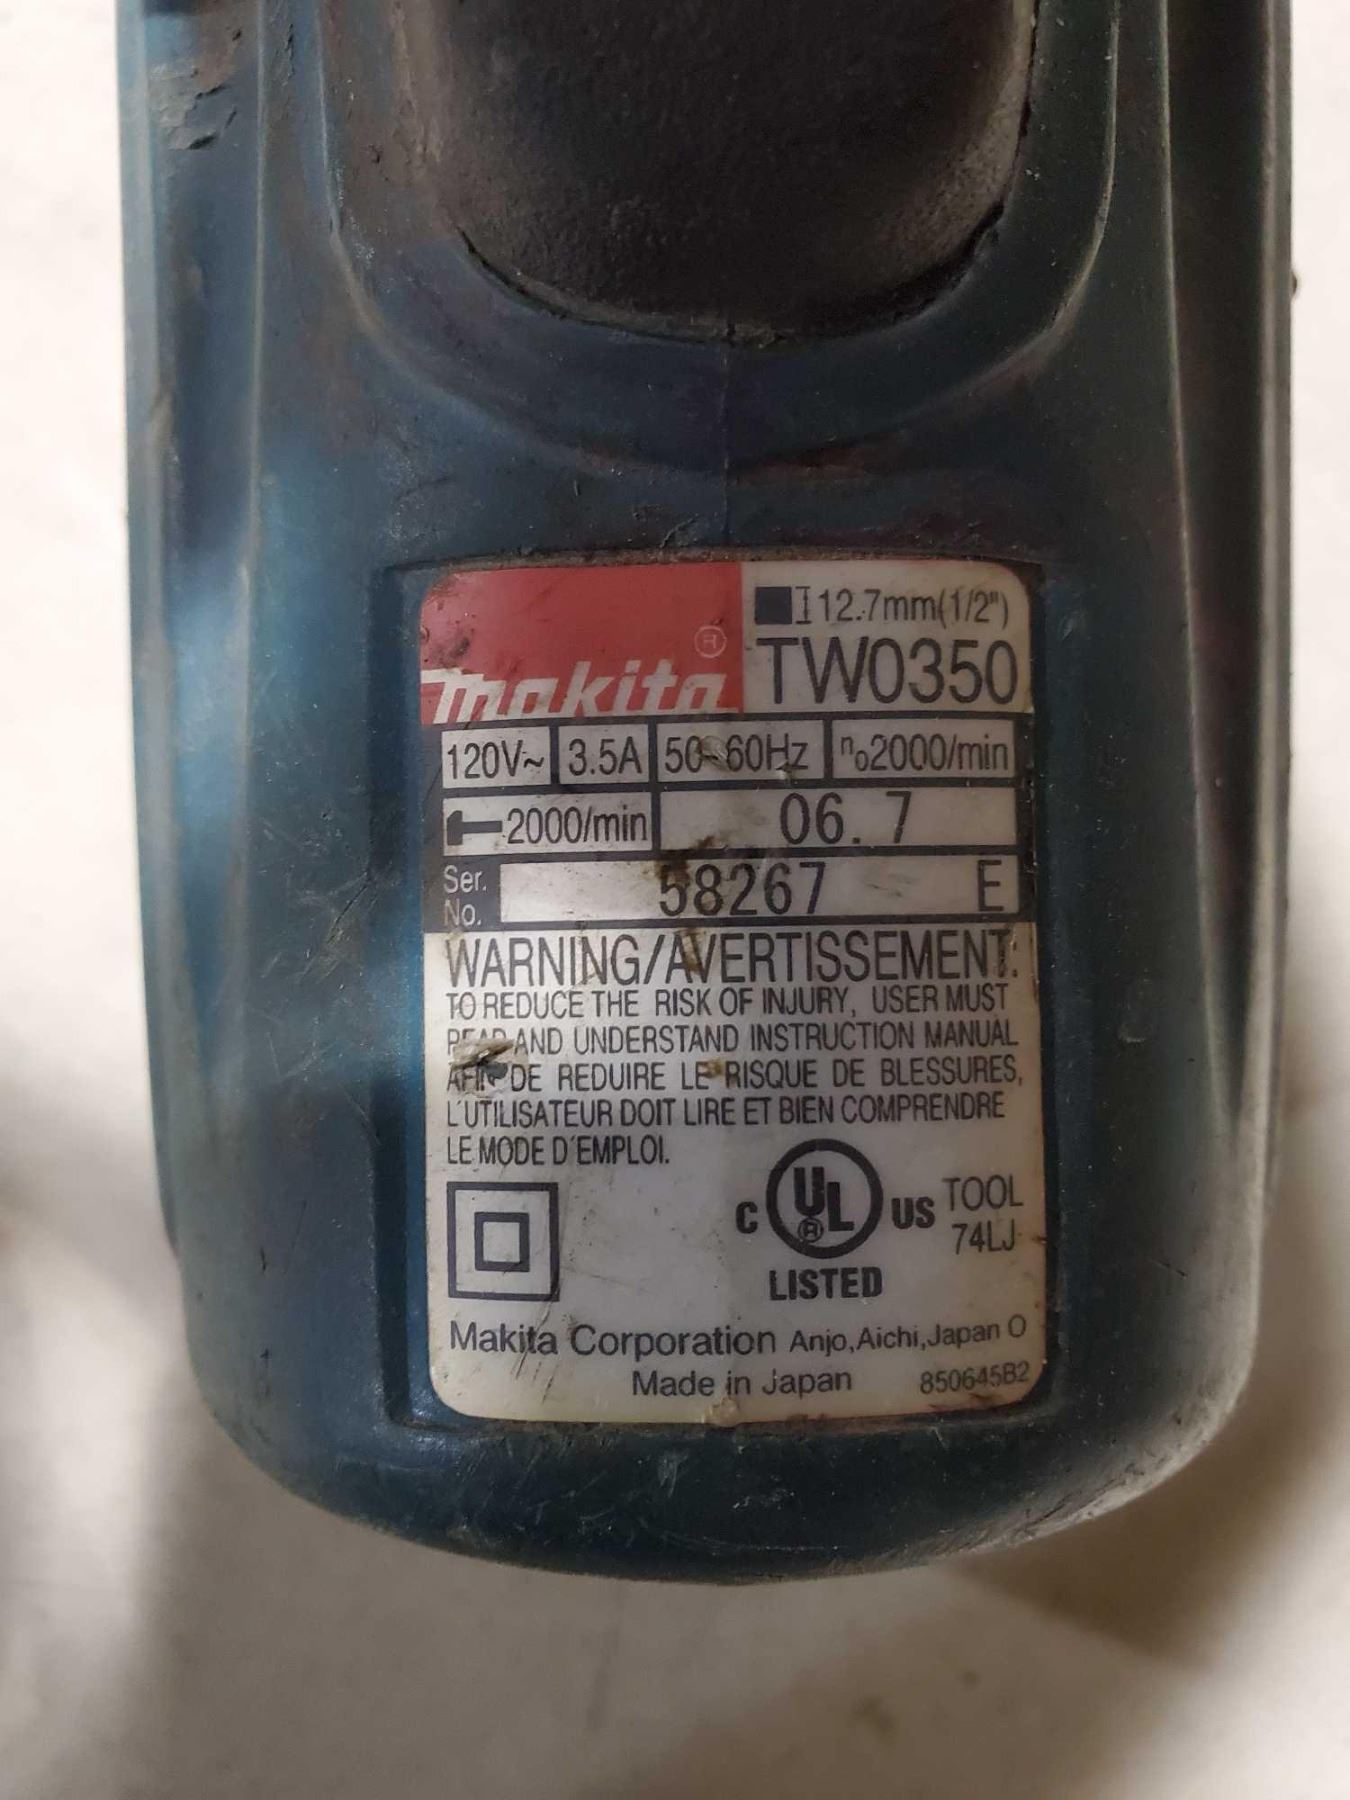 makita®
12.7mm(1/2")
TW0350
120V~ 3.5A 50-60Hz n₀2000/min
2000/min 06. 7
Ser. No. 58267 E
WARNING/AVERTISSEMENT:
TO REDUCE THE RISK OF INJURY, USER MUST
READ AND UNDERSTAND INSTRUCTION MANUAL
AFIN DE REDUIRE LE RISQUE DE BLESSURES,
L'UTILISATEUR DOIT LIRE ET BIEN COMPRENDRE
LE MODE D'EMPLOI.
C UL® US TOOL
74LJ
LISTED
Makita Corporation Anjo,Aichi,Japan O
Made in Japan 850645B2